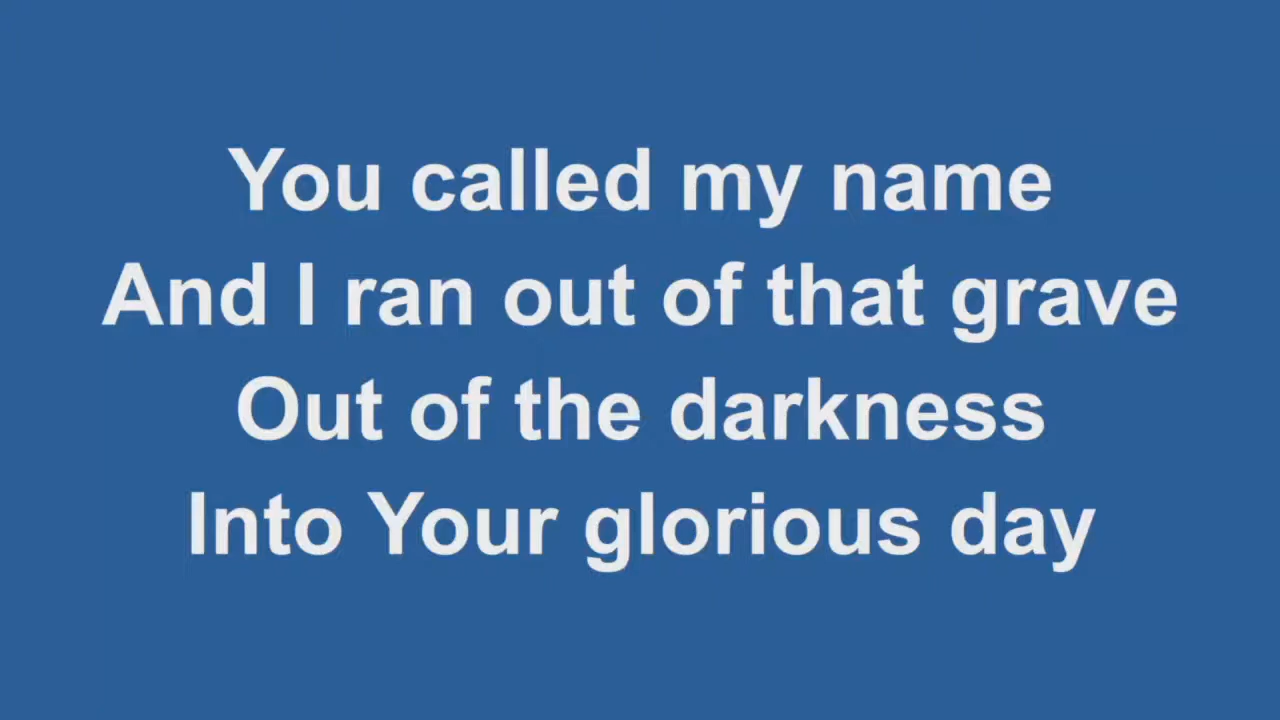 You called my name
And I ran out of that grave
Out of the darkness
Into Your glorious day